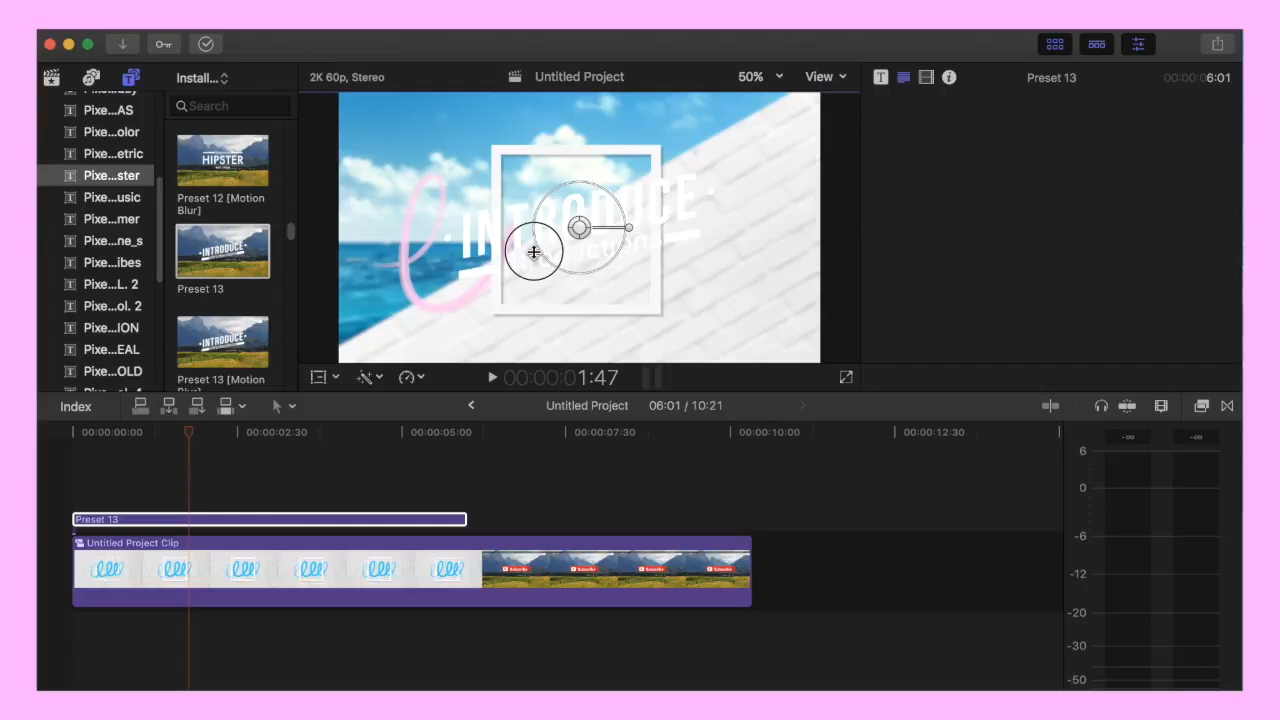 Install...
2K 60p, Stereo
Untitled Project
50%
View
Preset 13
00:00:06:01
Search
Pixe...AS
Pixe...olor
Pixe...etric
Pixe...ster
Pixe...usic
Pixe...mer
Pixe...ne_s
Pixe...ibes
Pixe...L. 2
Pixe...ol. 2
Pixe...ION
Pixe...EAL
Pixe...OLD
HIPSTER
Preset 12 [Motion
Blur]
INTRODUCE
Preset 13
INTRODUCE
Preset 13 [Motion
INTRODUCE
00:00:01:47
Index
Untitled Project
06:01 / 10:21
00:00:00:00
00:00:02:30
00:00:05:00
00:00:07:30
00:00:10:00
00:00:12:30
Preset 13
Untitled Project Clip
Subscribe
Subscribe
Subscribe
Subscribe
-∞
-∞
6
0
-6
-12
-20
-30
-50